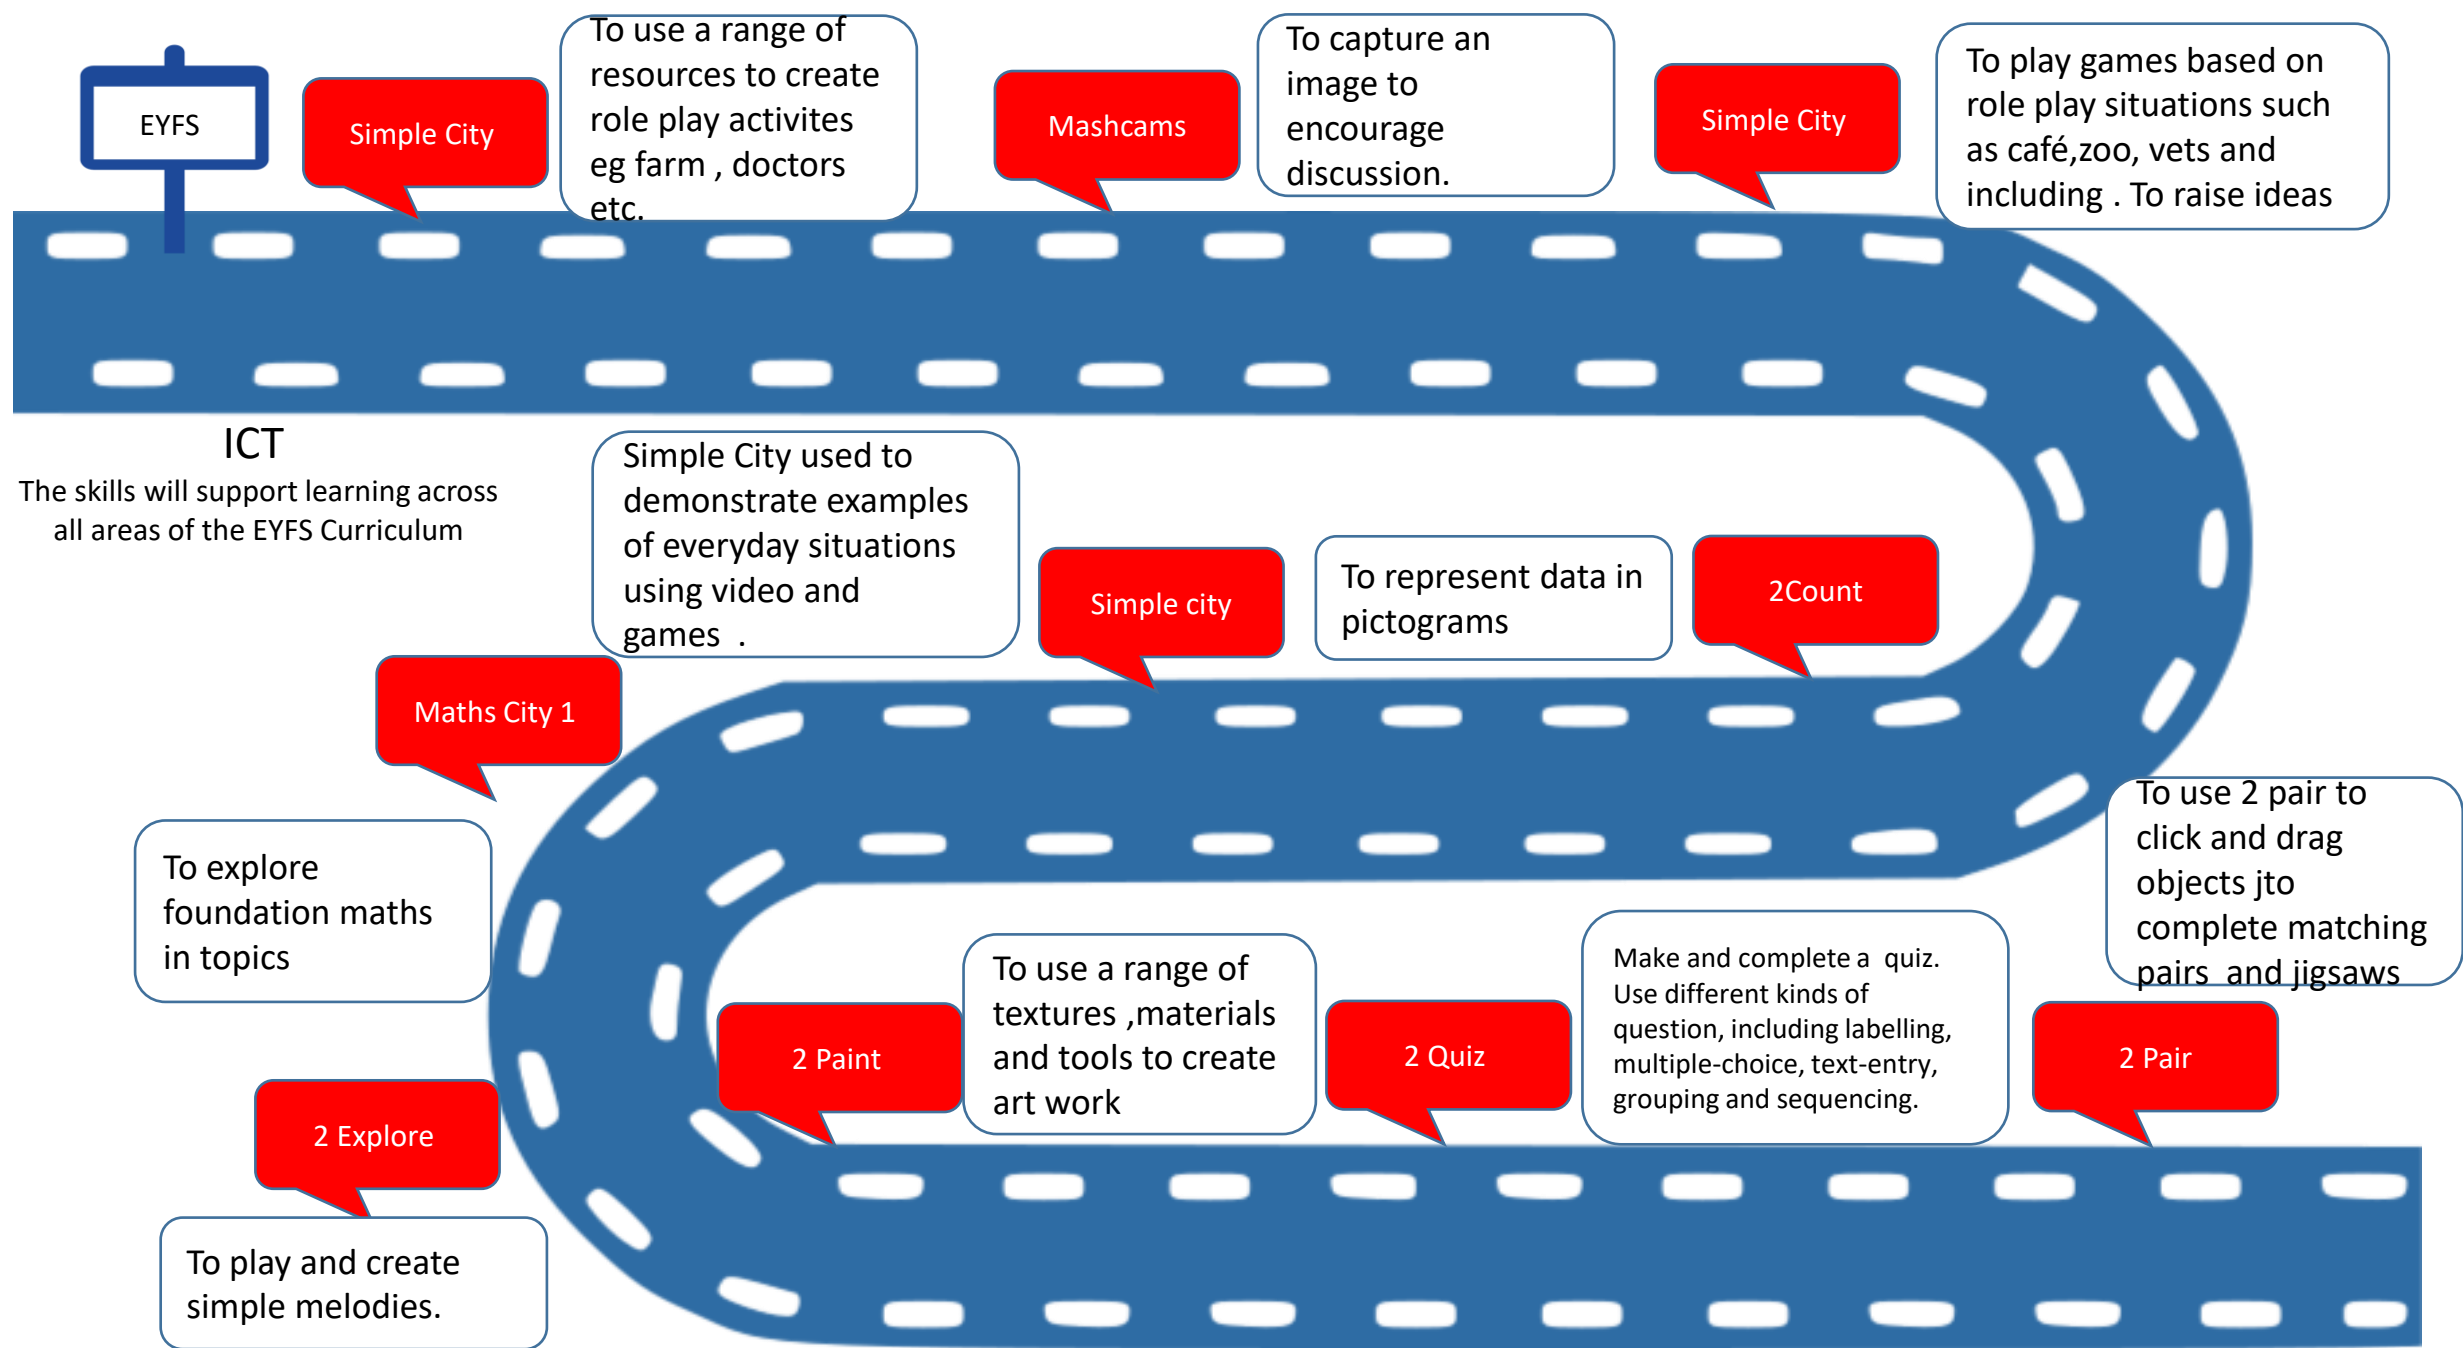 EYFS
Simple City
To use a range of
resources to create
role play activites
eg farm , doctors
etc.
Mashcams
To capture an
image to
encourage
discussion.
Simple City
To play games based on
role play situations such
as café,zoo, vets and
including . To raise ideas
ICT
The skills will support learning across
all areas of the EYFS Curriculum
Simple City used to
demonstrate examples
of everyday situations
using video and
games  .
Simple city
To represent data in
pictograms
2Count
Maths City 1
To explore
foundation maths
in topics
2 Explore
To play and create
simple melodies.
2 Paint
To use a range of
textures ,materials
and tools to create
art work
2 Quiz
Make and complete a  quiz.
Use different kinds of
question, including labelling,
multiple-choice, text-entry,
grouping and sequencing.
2 Pair
To use 2 pair to
click and drag
objects jto
complete matching
pairs  and jigsaws